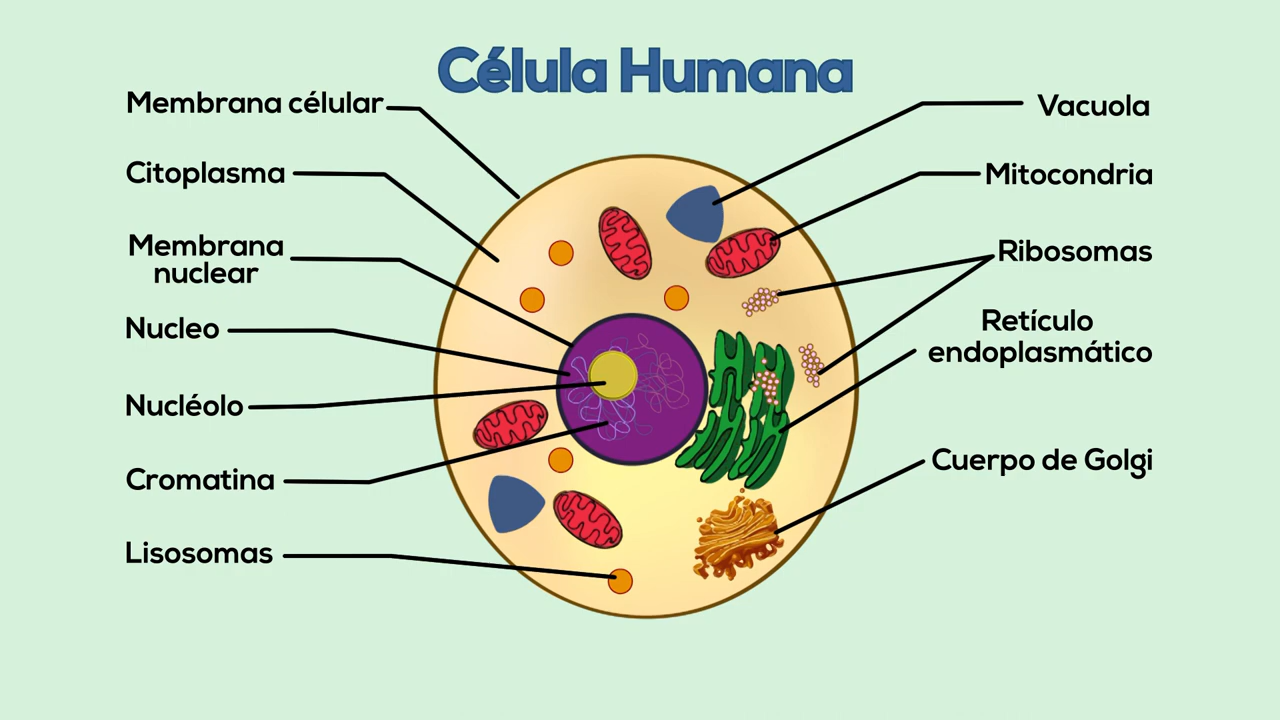 Célula Humana
Membrana célular
Citoplasma
Membrana
nuclear
Nucleo
Nucléolo
Cromatina
Lisosomas
Vacuola
Mitocondria
Ribosomas
Retículo
endoplasmático
Cuerpo de Golgi